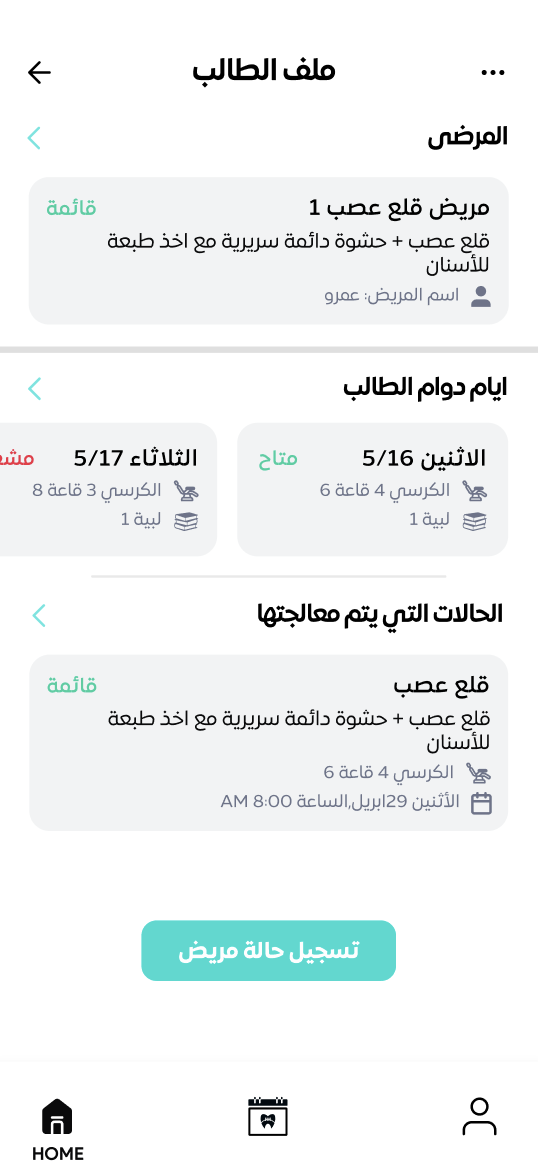 ملف الطالب
المرضى
مريض قلع عصب 1
قائمة
قلع عصب + حشوة دائمة سريرية مع اخذ طبعة
للأسنان
اسم المريض: عمرو
ايام دوام الطالب
الاثنين 5/16
متاح
الكرسي 4 قاعة 6
لبية 1
الثلاثاء 5/17
الكرسي 3 قاعة 8
لبية 1
الحالات التي يتم معالجتها
قلع عصب
قائمة
قلع عصب + حشوة دائمة سريرية مع اخذ طبعة
للأسنان
الكرسي 4 قاعة 6
الأثنين 29ابريل,الساعة 8:00 AM
تسجيل حالة مريض
HOME